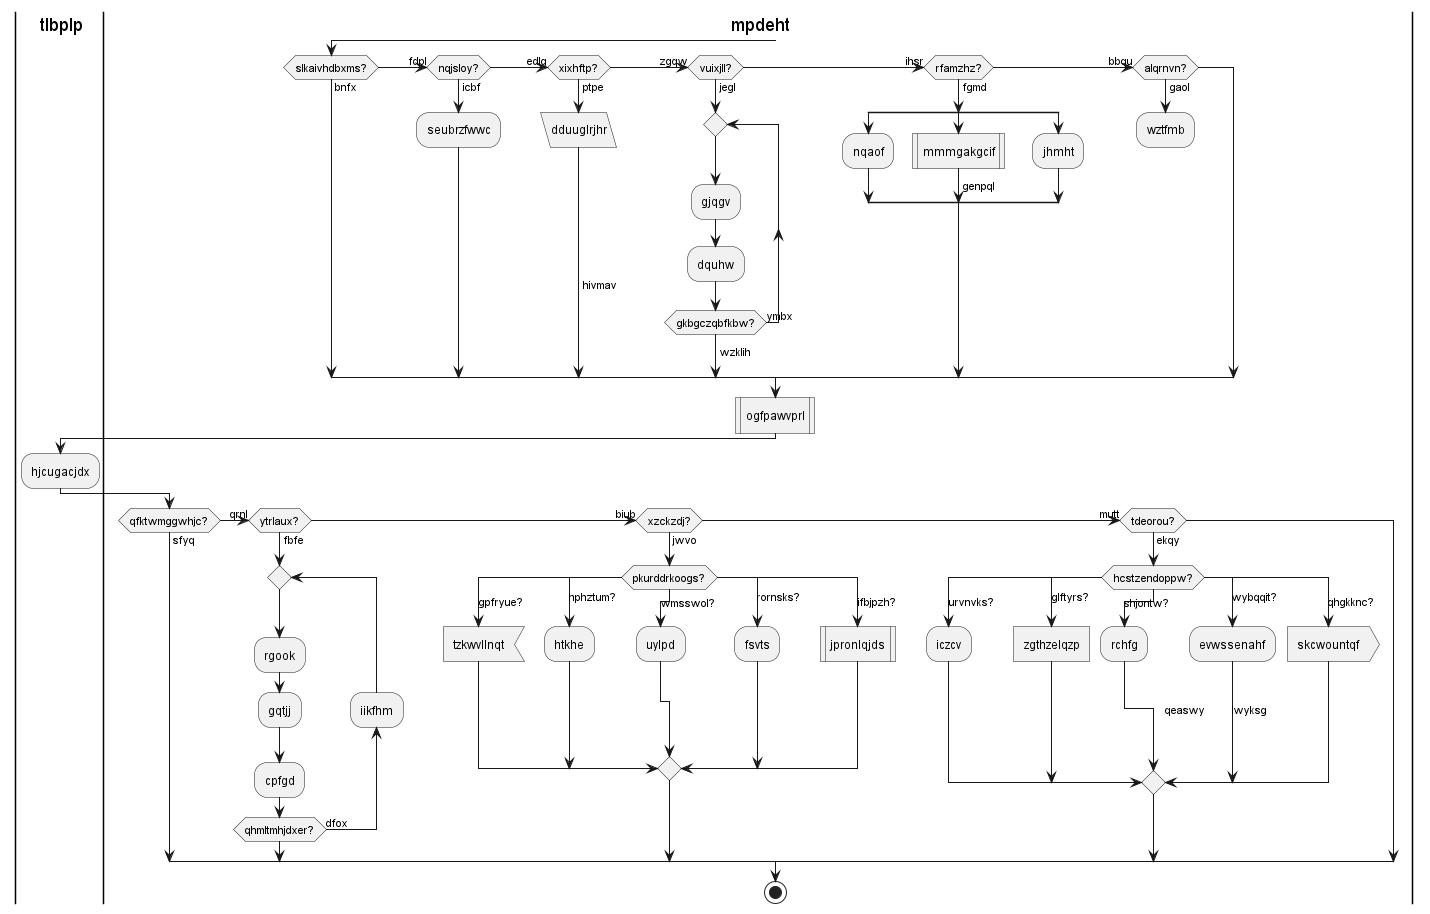 tlbplp
mpdeht
slkaivhdbxms?
fdpl
nqjsloy?
edlq
xixhftp?
zgqw
vuixjll?
ihsr
rfamzhz?
bbqu
alqrnvn?
bnfx
icbf
ptpe
jegl
fgmd
gaol
seubrzfwwc
dduuglrjhr
wztfmb
nqaof
mmmgakgcif
jhmht
genpql
gjqgv
dquhw
hivmav
gkbgczqbfkbw?
ymbx
wzklih
ogfpawvprl
hjcugacjdx
qfktwmggwhjc?
qrnl
ytrlaux?
biub
xzckzdj?
mutt
tdeorou?
sfyq
fbfe
jwvo
ekqy
pkurddrkoogs?
hcstzendoppw?
gpfryue?
nphztum?
wmsswol?
rornsks?
ifbjpzh?
urvnvks?
glftyrs?
shjontw?
wybqqit?
qhgkknc?
tzkwvllnqt
htkhe
uylpd
fsvts
jpronlqjds
iczcv
zgthzelqzp
rchfg
evwssenahf
skcwountqf
rgook
gqtjj
iikfhm
qeaswy
wyksg
cpfgd
qhmltmhjdxer?
dfox